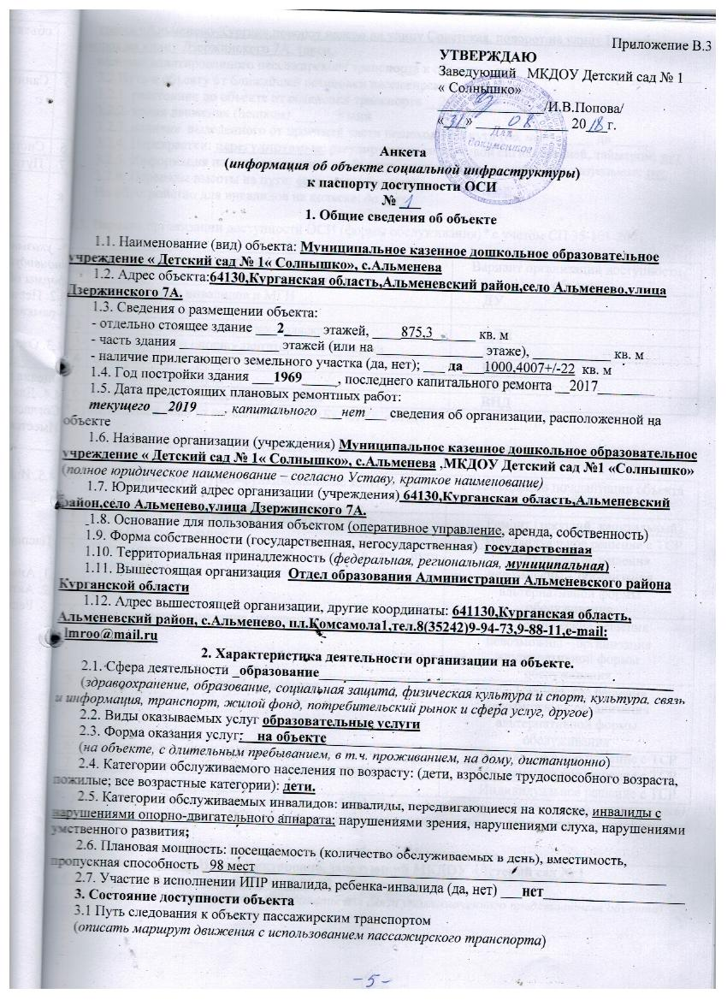 Приложение В.3
УТВЕРЖДАЮ
Заведующий МКДОУ Детский сад № 1
« Солнышко»
/И.В.Попова/
«31» 08 2018г.
Для документов
Анкета
(информация об объекте социальной инфраструктуры)
к паспорту доступности ОСИ
№ 1
1. Общие сведения об объекте
1.1. Наименование (вид) объекта: Муниципальное казенное дошкольное образовательное
учреждение « Детский сад № 1« Солнышко», с.Альменева
1.2. Адрес объекта:64130,Курганская область,Альменевский район,село Альменево,улица
Дзержинского 7А.
1.3. Сведения о размещении объекта:
- отдельно стоящее здание ___2_____ этажей, ____875,3______ кв. м
- часть здания ______________ этажей (или на _______________ этаже), ___________ кв. м
- наличие прилегающего земельного участка (да, нет); ___ да___1000,4007+/-22 кв. м
1.4. Год постройки здания ___1969_____, последнего капитального ремонта __2017________
1.5. Дата предстоящих плановых ремонтных работ:
текущего __2019____, капитального ___нет___ сведения об организации, расположенной на
объекте
1.6. Название организации (учреждения) Муниципальное казенное дошкольное образовательное
учреждение « Детский сад № 1« Солнышко», с.Альменева ,МКДОУ Детский сад №1 «Солнышко»
(полное юридическое наименование – согласно Уставу, краткое наименование)
1.7. Юридический адрес организации (учреждения) 64130,Курганская область,Альменевский
район,село Альменево,улица Дзержинского 7А.
1.8. Основание для пользования объектом (оперативное управление, аренда, собственность)
1.9. Форма собственности (государственная, негосударственная) государственная
1.10. Территориальная принадлежность (федеральная, региональная, муниципальная)
1.11. Вышестоящая организация Отдел образования Администрации Альменевского района
Курганской области
1.12. Адрес вышестоящей организации, другие координаты: 641130,Курганская область,
Альменевский район, с.Альменево, пл.Комсамола1,тел.8(35242)9-94-73,9-88-11,e-mail:
lmroo@mail.ru
2. Характеристика деятельности организации на объекте.
2.1. Сфера деятельности _образование____________________
(здравоохранение, образование, социальная защита, физическая культура и спорт, культура, связь
и информация, транспорт, жилой фонд, потребительский рынок и сфера услуг, другое)
2.2. Виды оказываемых услуг образовательные услуги
2.3. Форма оказания услуг:__на объекте____________________
(на объекте, с длительным пребыванием, в т.ч. проживанием, на дому, дистанционно)
2.4. Категории обслуживаемого населения по возрасту: (дети, взрослые трудоспособного возраста,
пожилые; все возрастные категории): дети.
2.5. Категории обслуживаемых инвалидов: инвалиды, передвигающиеся на коляске, инвалиды с
нарушениями опорно-двигательного аппарата; нарушениями зрения, нарушениями слуха, нарушениями
умственного развития;
2.6. Плановая мощность: посещаемость (количество обслуживаемых в день), вместимость,
пропускная способность _98 мест____________________
2.7. Участие в исполнении ИПР инвалида, ребенка-инвалида (да, нет) ___нет____________________
3. Состояние доступности объекта
3.1 Путь следования к объекту пассажирским транспортом
(описать маршрут движения с использованием пассажирского транспорта)
-5-